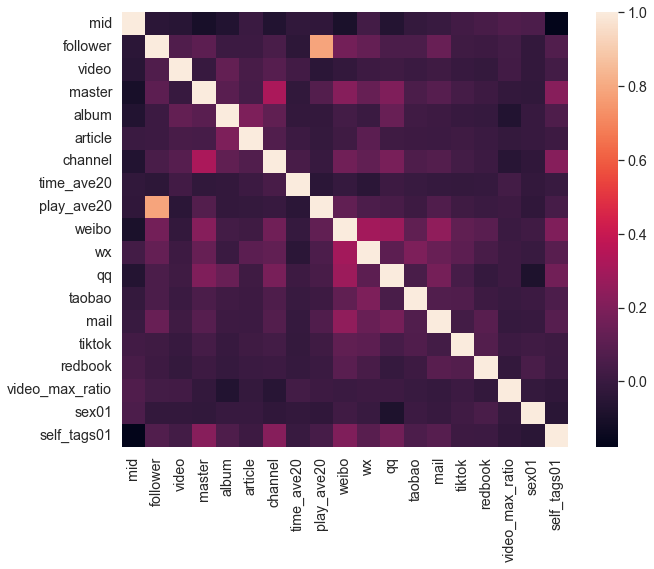 mid
follower
video
master
album
article
channel
time_ave20
play_ave20
weibo
wx
qq
taobao
mail
tiktok
redbook
video_max_ratio
sex01
self_tags01
mid
follower
video
master
album
article
channel
time_ave20
play_ave20
weibo
wx
qq
taobao
mail
tiktok
redbook
video_max_ratio
sex01
self_tags01
1.0
0.8
0.6
0.4
0.2
0.0